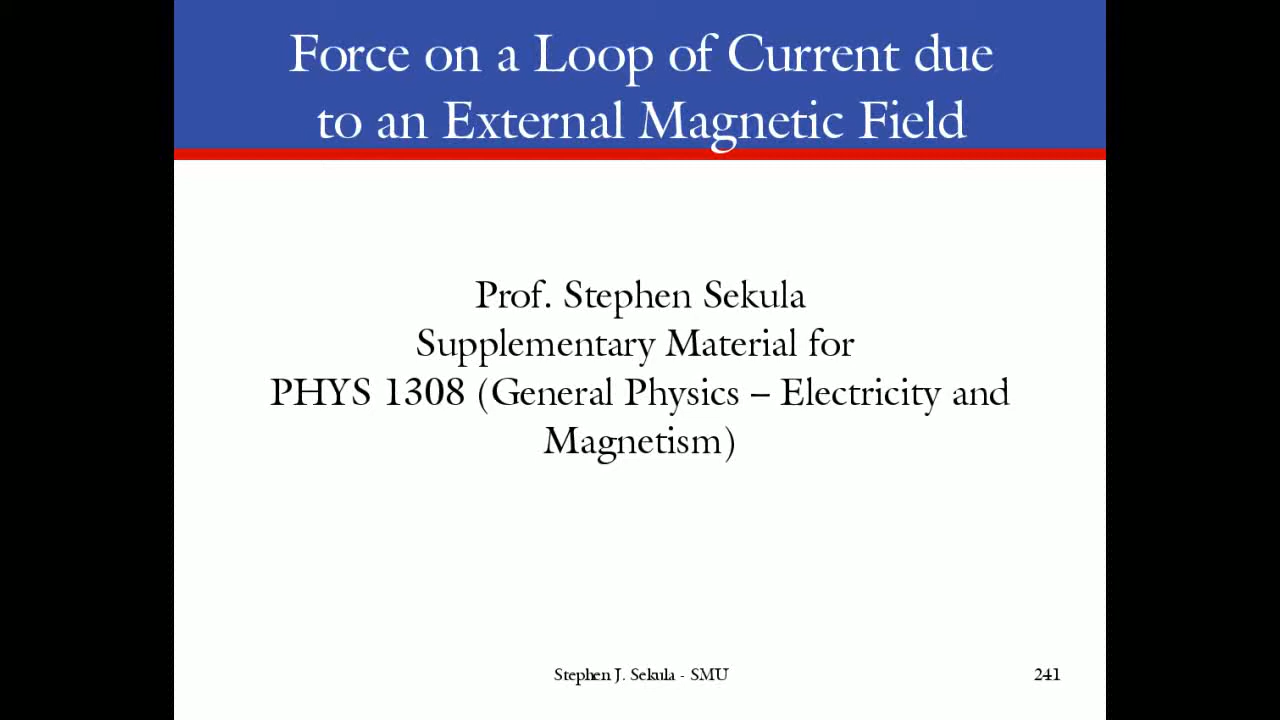 Force on a Loop of Current due
to an External Magnetic Field
Prof. Stephen Sekula
Supplementary Material for
PHYS 1308 (General Physics – Electricity and
Magnetism)
Stephen J. Sekula - SMU
241